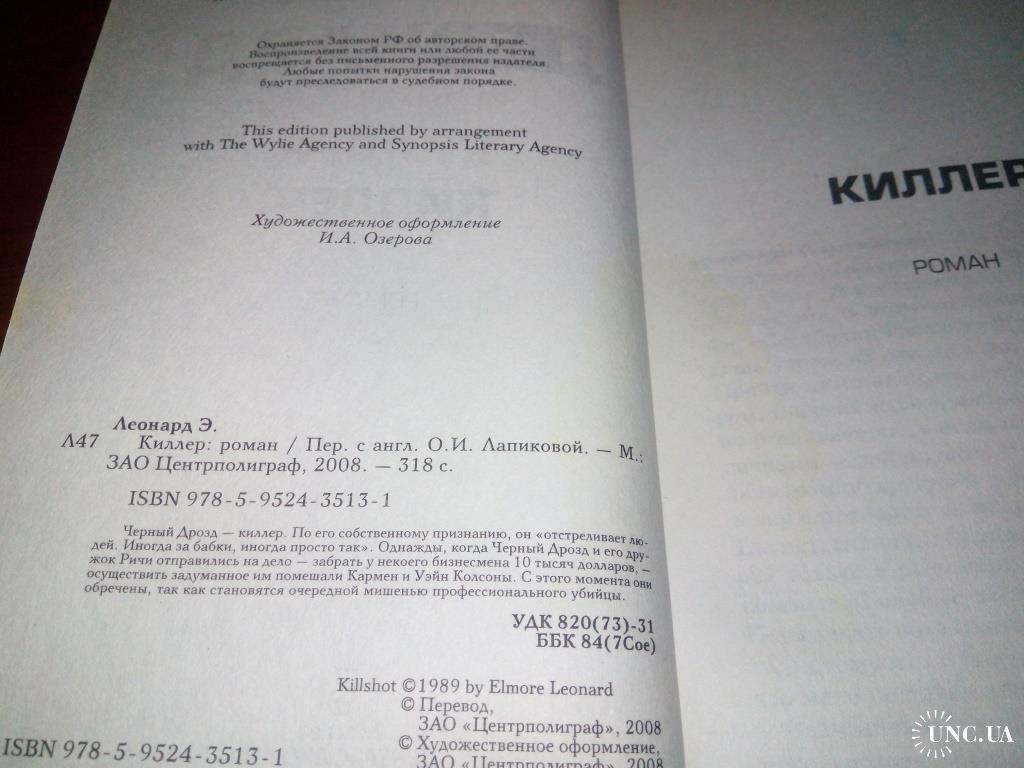 Охраняется Законом РФ об авторском праве.
Воспроизведение всей книги или любой ее части
воспрещается без письменного разрешения издателя.
Любые попытки нарушения закона
будут преследоваться в судебном порядке.
This edition published by arrangement
with The Wylie Agency and Synopsis Literary Agency
Художественное оформление
И.А. Озерова
Леонард Э.
Л47 Киллер: роман / Пер. с англ. О.И. Лапиковой. — М.:
ЗАО Центрполиграф, 2008. — 318 с.
ISBN 978-5-9524-3513-1
Черный Дрозд — киллер. По его собственному признанию, он «отстреливает лю-
дей. Иногда за бабки, иногда просто так». Однажды, когда Черный Дрозд и его дру-
жок Ричи отправились на дело — забрать у некоего бизнесмена 10 тысяч долларов, —
осуществить задуманное им помешали Кармен и Уэйн Колсоны. С этого момента они
обречены, так как становятся очередной мишенью профессионального убийцы.
УДК 820(73)-31
ББК 84(7Сое)
Killshot © 1989 by Elmore Leonard
© Перевод,
ЗАО «Центрполиграф», 2008
© Художественное оформление,
ЗАО «Центрполиграф», 2008
ISBN 978-5-9524-3513-1
КИЛЛЕР
РОМАН
UNC.UA